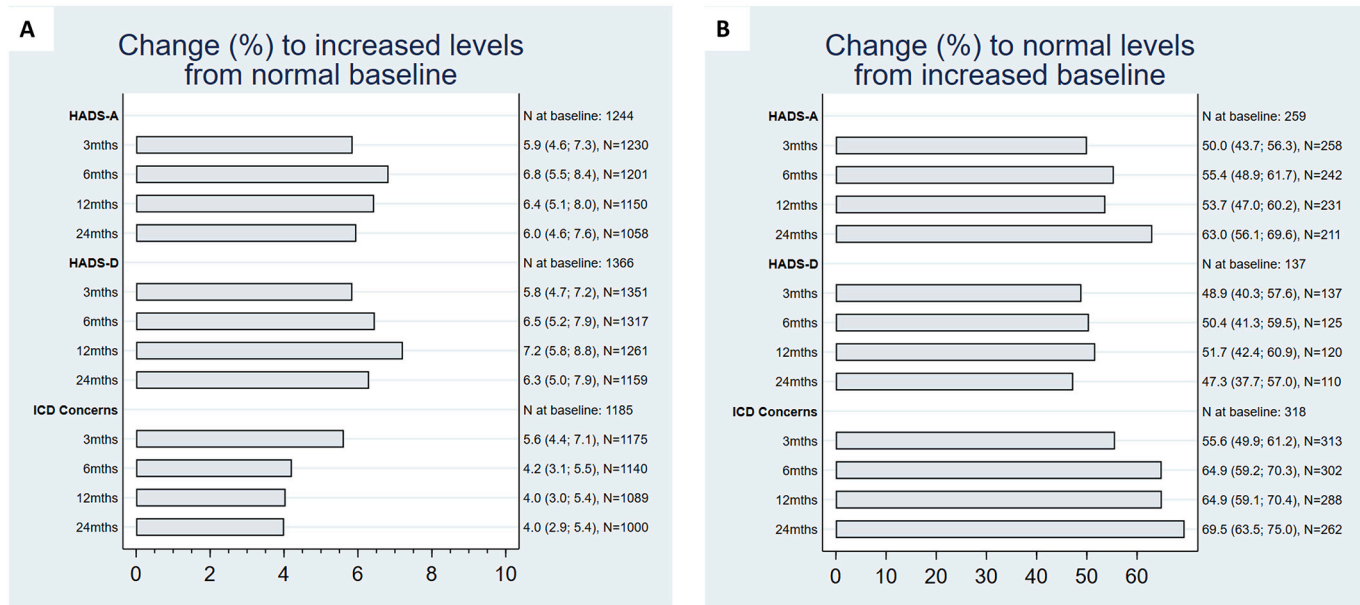 A
Change (%) to increased levels
from normal baseline
HADS-A N at baseline: 1244
3mths 5.9 (4.6; 7.3), N=1230
6mths 6.8 (5.5; 8.4), N=1201
12mths 6.4 (5.1; 8.0), N=1150
24mths 6.0 (4.6; 7.6), N=1058
HADS-D N at baseline: 1366
3mths 5.8 (4.7; 7.2), N=1351
6mths 6.5 (5.2; 7.9), N=1317
12mths 7.2 (5.8; 8.8), N=1261
24mths 6.3 (5.0; 7.9), N=1159
ICD Concerns N at baseline: 1185
3mths 5.6 (4.4; 7.1), N=1175
6mths 4.2 (3.1; 5.5), N=1140
12mths 4.0 (3.0; 5.4), N=1089
24mths 4.0 (2.9; 5.4), N=1000
0 2 4 6 8 10
B
Change (%) to normal levels
from increased baseline
HADS-A N at baseline: 259
3mths 50.0 (43.7; 56.3), N=258
6mths 55.4 (48.9; 61.7), N=242
12mths 53.7 (47.0; 60.2), N=231
24mths 63.0 (56.1; 69.6), N=211
HADS-D N at baseline: 137
3mths 48.9 (40.3; 57.6), N=137
6mths 50.4 (41.3; 59.5), N=125
12mths 51.7 (42.4; 60.9), N=120
24mths 47.3 (37.7; 57.0), N=110
ICD Concerns N at baseline: 318
3mths 55.6 (49.9; 61.2), N=313
6mths 64.9 (59.2; 70.3), N=302
12mths 64.9 (59.1; 70.4), N=288
24mths 69.5 (63.5; 75.0), N=262
0 10 20 30 40 50 60